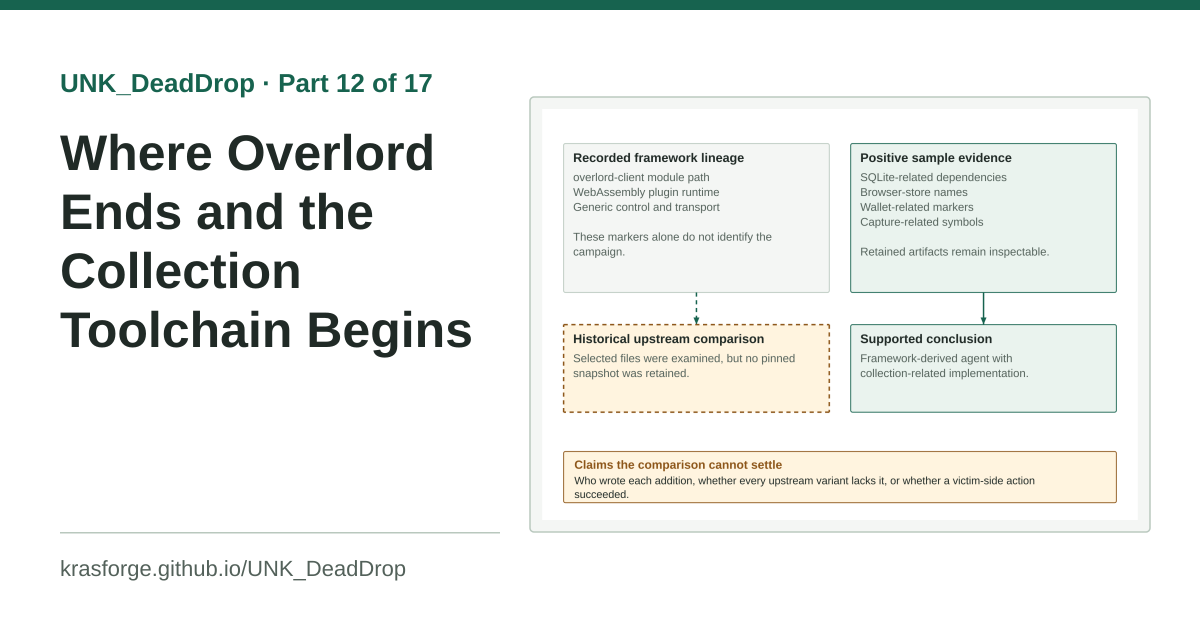 UNK_DeadDrop · Part 12 of 17
Where Overlord
Ends and the
Collection
Toolchain Begins
krasforge.github.io/UNK_DeadDrop
Recorded framework lineage
overlord-client module path
WebAssembly plugin runtime
Generic control and transport
These markers alone do not identify the
campaign.
Positive sample evidence
SQLite-related dependencies
Browser-store names
Wallet-related markers
Capture-related symbols
Retained artifacts remain inspectable.
Historical upstream comparison
Selected files were examined, but no pinned
snapshot was retained.
Supported conclusion
Framework-derived agent with
collection-related implementation.
Claims the comparison cannot settle
Who wrote each addition, whether every upstream variant lacks it, or whether a victim-side action
succeeded.